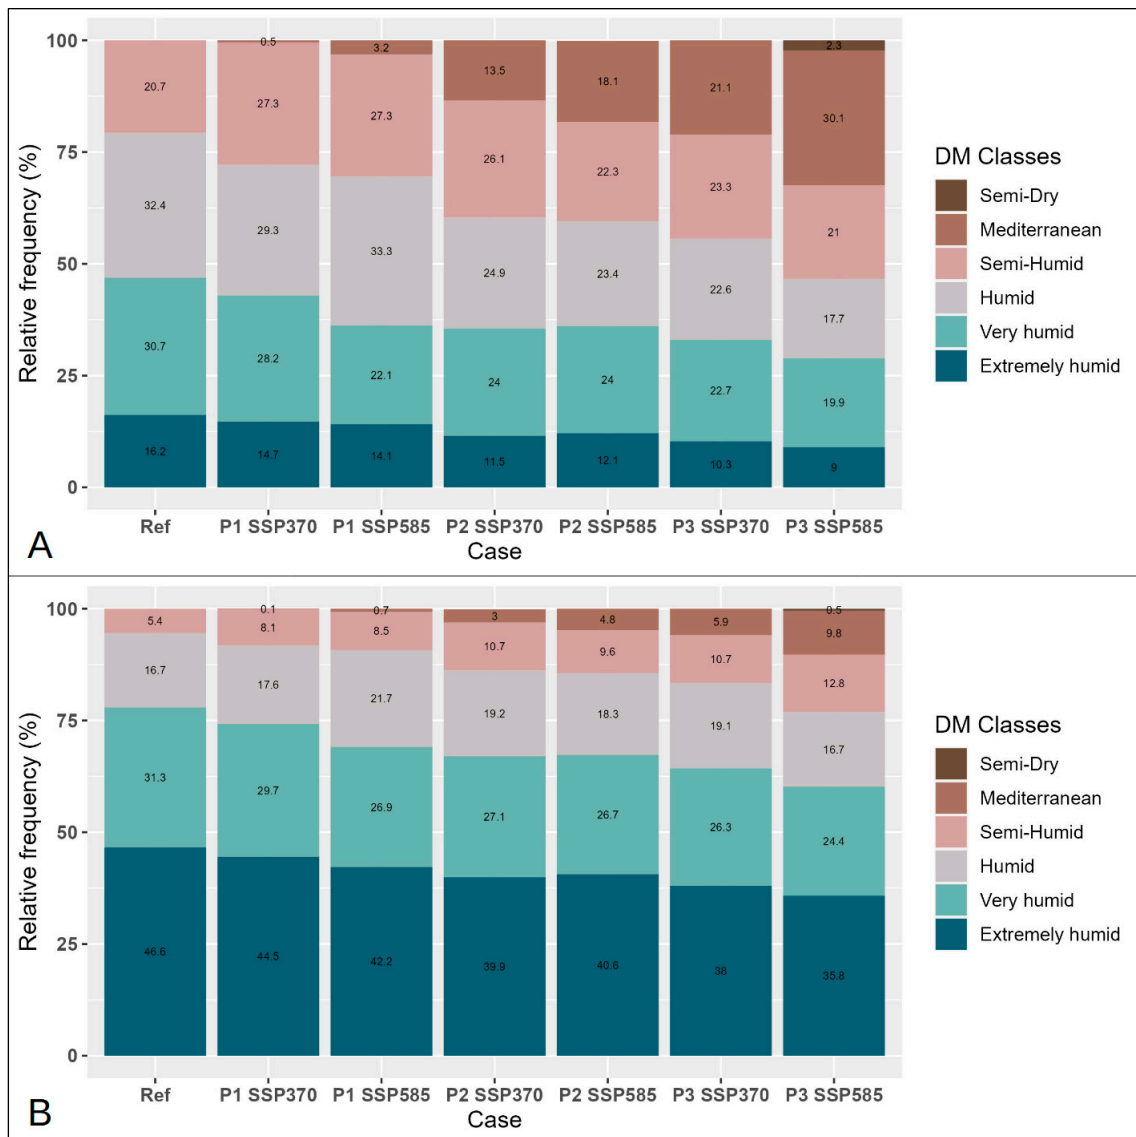 100
75
50
25
0
Relative frequency (%)
0.5 3.2 13.5 18.1 21.1 2.3
20.7 27.3 27.3 26.1 22.3 23.3 30.1
32.4 29.3 33.3 24.9 23.4 22.6 21
30.7 28.2 22.1 24 24 22.7 17.7
16.2 14.7 14.1 11.5 12.1 10.3 19.9
9
Ref P1 SSP370 P1 SSP585 P2 SSP370 P2 SSP585 P3 SSP370 P3 SSP585
Case
DM Classes
Semi-Dry
Mediterranean
Semi-Humid
Humid
Very humid
Extremely humid
A
100
75
50
25
0
Relative frequency (%)
0.1 0.7 3 4.8 5.9 0.5
5.4 8.1 8.5 10.7 9.6 10.7 9.8
16.7 17.6 21.7 19.2 18.3 19.1 12.8
31.3 29.7 26.9 27.1 26.7 26.3 16.7
46.6 44.5 42.2 39.9 40.6 38 24.4
35.8
Ref P1 SSP370 P1 SSP585 P2 SSP370 P2 SSP585 P3 SSP370 P3 SSP585
Case
DM Classes
Semi-Dry
Mediterranean
Semi-Humid
Humid
Very humid
Extremely humid
B